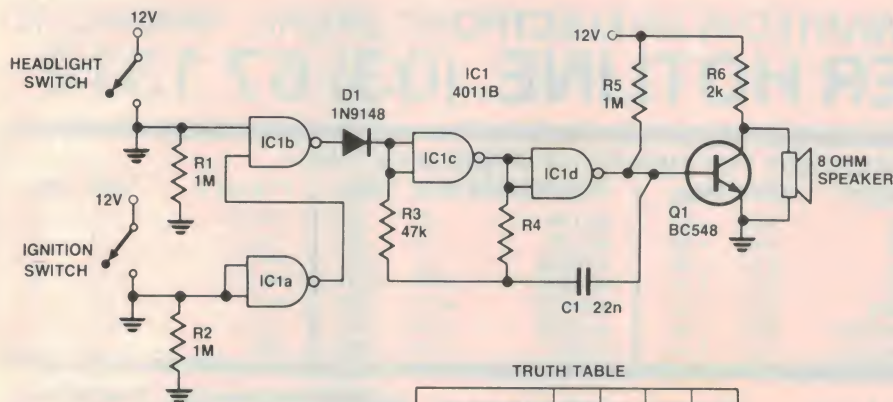 12V
12V
HEADLIGHT
SWITCH
IC1
4011B
R5
1M
R6
2k
D1
1N9148
IC1b
IC1c
IC1d
8 OHM
SPEAKER
R1
1M
12V
R3
47k
R4
Q1
BC548
IGNITION
SWITCH
IC1a
C1 22n
R2
1M
TRUTH TABLE